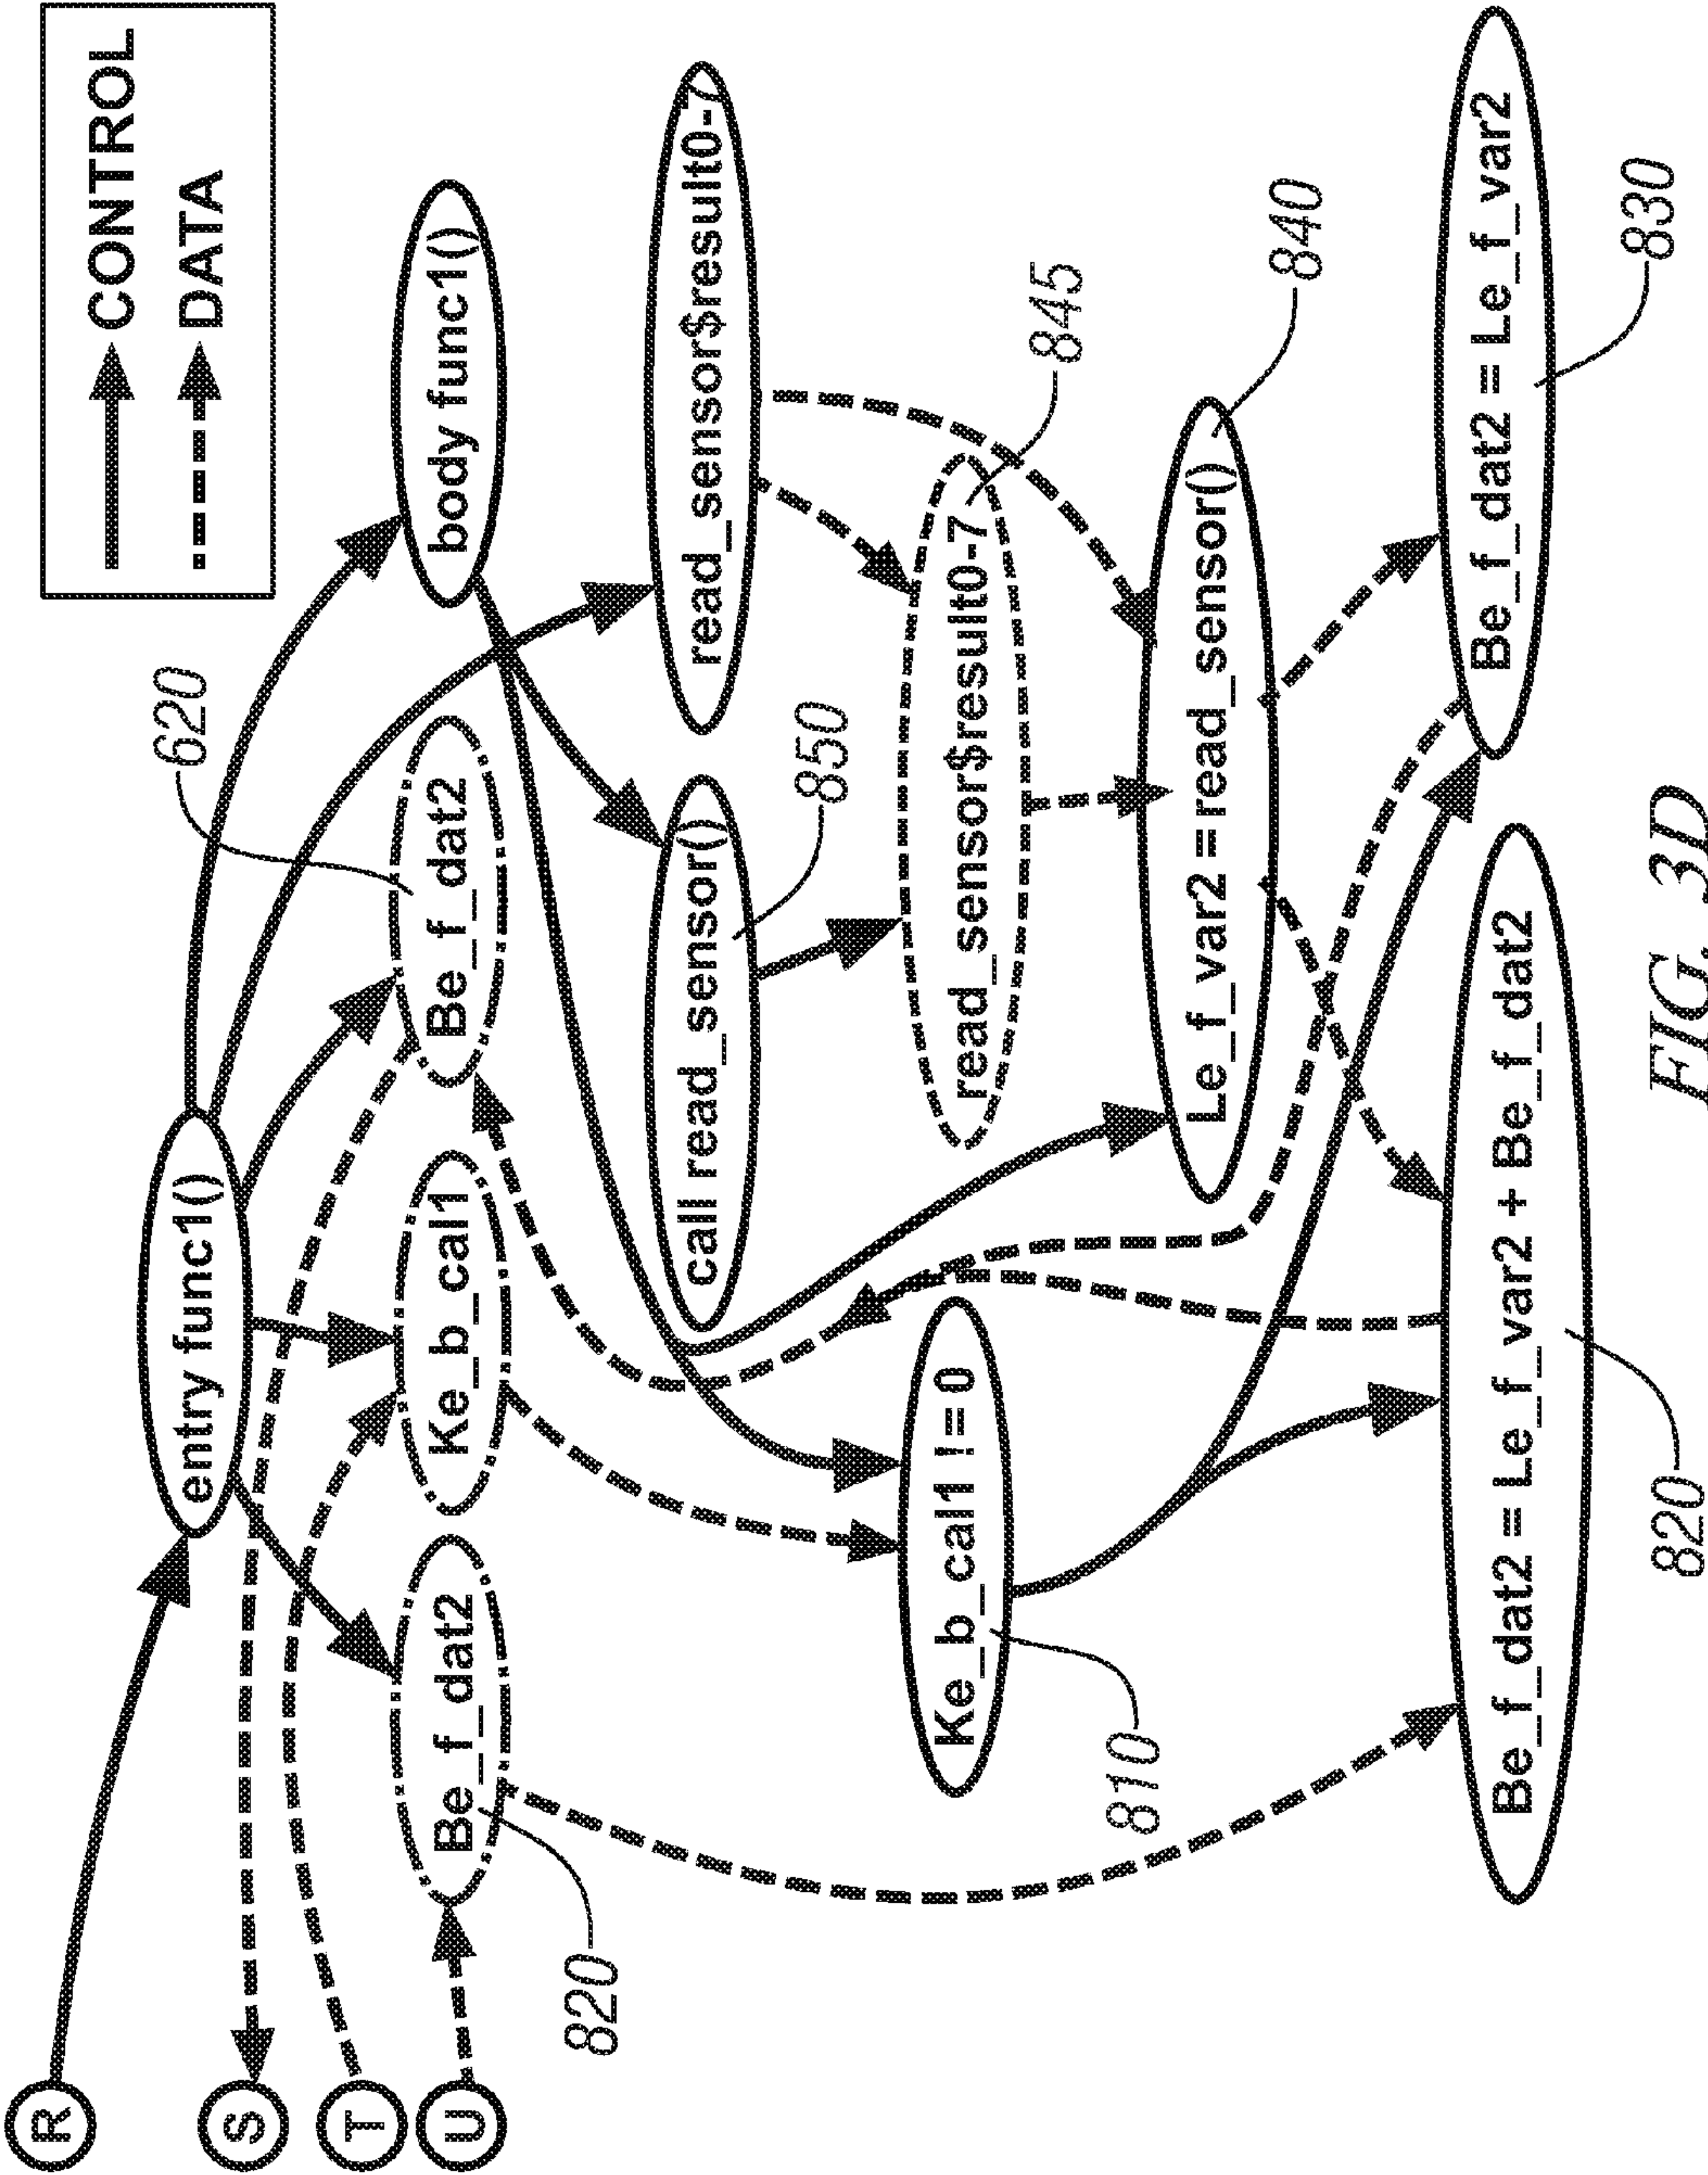 CONTROL
DATA
R
S
T
U
entry func1()
620
Be_f_dat2
Ke_b_cal1
Be_f_dat2
body func1()
820
call read_sensor()
read_sensor$result0-7
850
Ke_b_cal1 != 0
read_sensor$result0-7
845
810
Le_f_var2 = read_sensor()
840
Be_f_dat2 = Le_f_var2 + Be_f_dat2
Be_f_dat2 = Le_f_var2
820
830
FIG. 3D